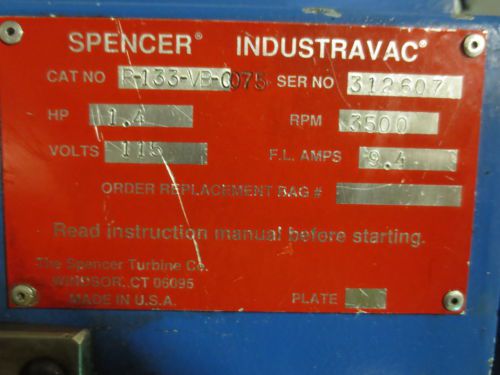 SPENCER® INDUSTRAVAC®
CAT NO P-133-VB-0075 SER NO 312607
HP 1.4 RPM 3500
VOLTS 115 F.L. AMPS 9.4
ORDER REPLACEMENT BAG #
Read instruction manual before starting.
The Spencer Turbine Co.
WINDSOR, CT 06095
MADE IN U.S.A. PLATE